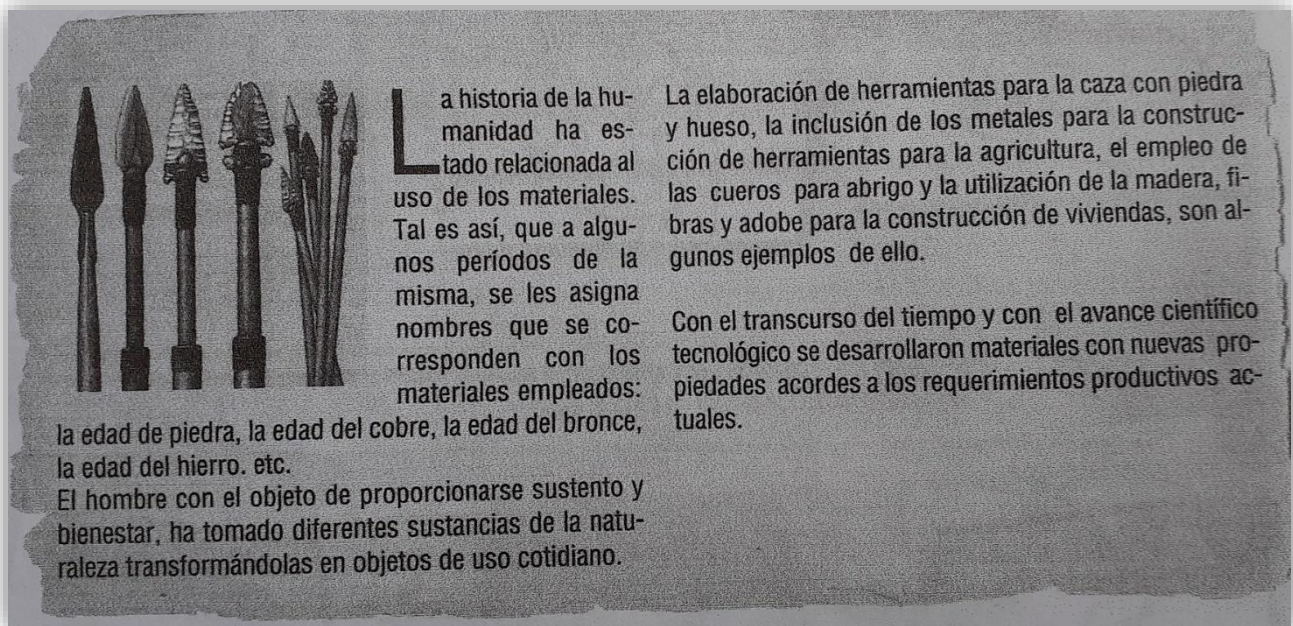 La historia de la hu-
manidad ha es-
tado relacionada al
uso de los materiales.
Tal es así, que a algu-
nos períodos de la
misma, se les asigna
nombres que se co-
rresponden con los
materiales empleados:
la edad de piedra, la edad del cobre, la edad del bronce,
la edad del hierro. etc.
El hombre con el objeto de proporcionarse sustento y
bienestar, ha tomado diferentes sustancias de la natu-
raleza transformándolas en objetos de uso cotidiano.
La elaboración de herramientas para la caza con piedra
y hueso, la inclusión de los metales para la construc-
ción de herramientas para la agricultura, el empleo de
las cueros para abrigo y la utilización de la madera, fi-
bras y adobe para la construcción de viviendas, son al-
gunos ejemplos de ello.
Con el transcurso del tiempo y con el avance científico
tecnológico se desarrollaron materiales con nuevas pro-
piedades acordes a los requerimientos productivos ac-
tuales.